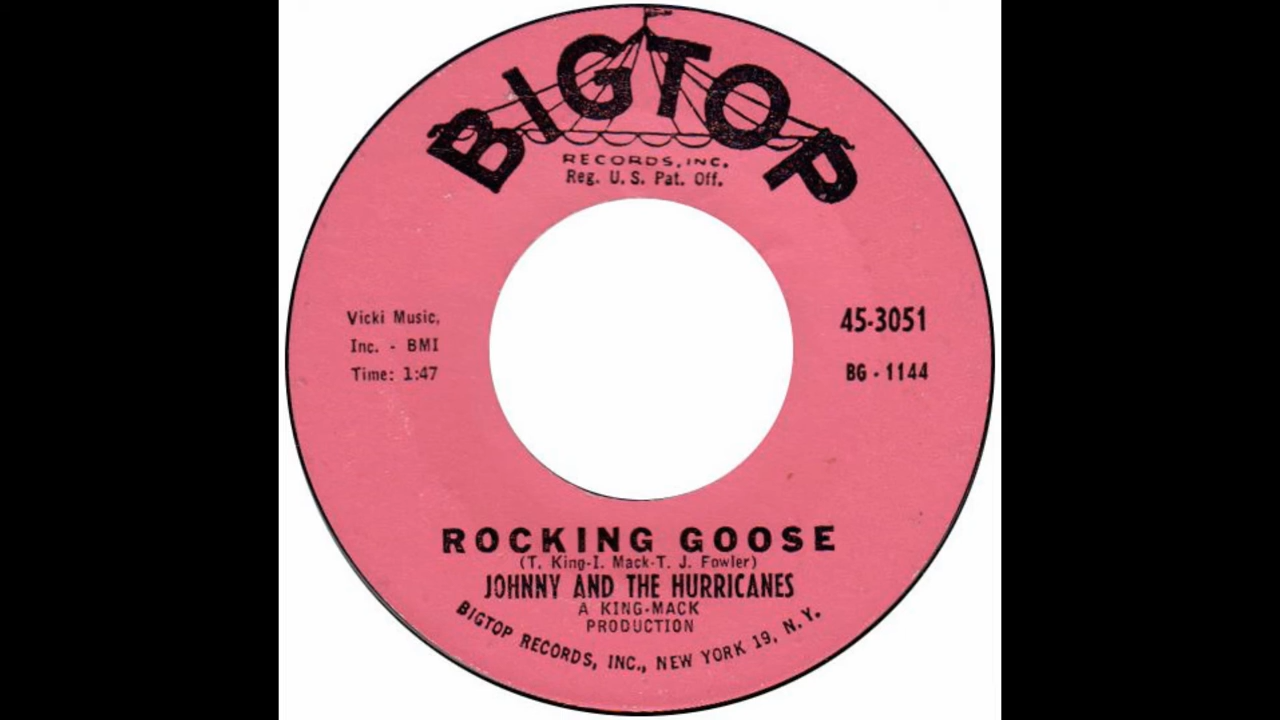 BIGTOP
RECORDS, INC.
Reg. U. S. Pat. Off.
Vicki Music,
Inc. - BMI
Time: 1:47
45-3051
BG - 1144
ROCKING GOOSE
(T. King-I. Mack-T. J. Fowler)
JOHNNY AND THE HURRICANES
A KING-MACK
PRODUCTION
BIGTOP RECORDS, INC., NEW YORK 19, N. Y.